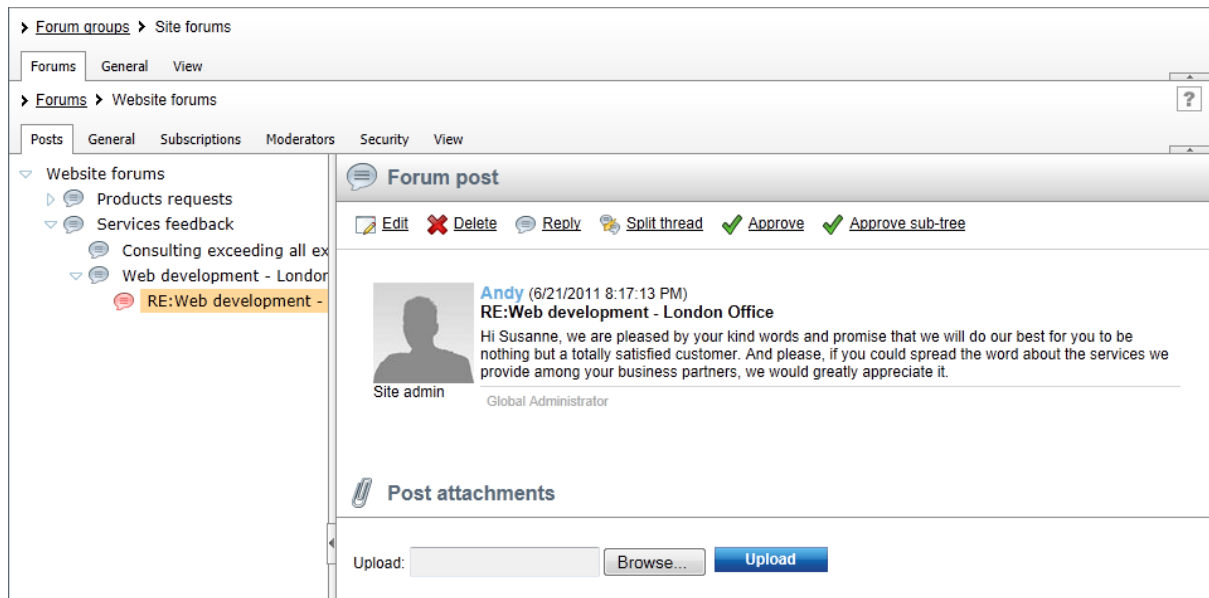 Forum groups Site forums
Forums General View
Forums Website forums
?
Posts General Subscriptions Moderators Security View
Website forums
Products requests
Services feedback
Consulting exceeding all ex
Web development - London
RE:Web development -
Forum post
Edit Delete Reply Split thread Approve Approve sub-tree
Andy (6/21/2011 8:17:13 PM)
RE:Web development - London Office
Hi Susanne, we are pleased by your kind words and promise that we will do our best for you to be
nothing but a totally satisfied customer. And please, if you could spread the word about the services we
provide among your business partners, we would greatly appreciate it.
Site admin
Global Administrator
Post attachments
Upload: Browse... Upload